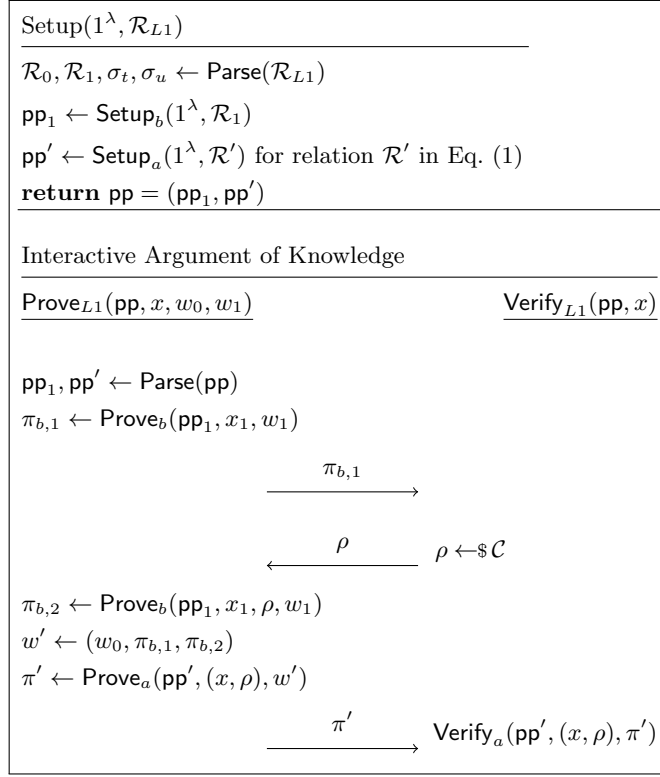 Setup(1^λ, ℛ_{L1})
ℛ_0, ℛ_1, σ_t, σ_u ← Parse(ℛ_{L1})
pp_1 ← Setup_b(1^λ, ℛ_1)
pp′ ← Setup_a(1^λ, ℛ′) for relation ℛ′ in Eq. (1)
return pp = (pp_1, pp′)
Interactive Argument of Knowledge
Prove_{L1}(pp, x, w_0, w_1) Verify_{L1}(pp, x)
pp_1, pp′ ← Parse(pp)
π_{b,1} ← Prove_b(pp_1, x_1, w_1)
π_{b,1}
ρ ρ ←$ 𝒞
π_{b,2} ← Prove_b(pp_1, x_1, ρ, w_1)
w′ ← (w_0, π_{b,1}, π_{b,2})
π′ ← Prove_a(pp′, (x, ρ), w′)
π′ Verify_a(pp′, (x, ρ), π′)